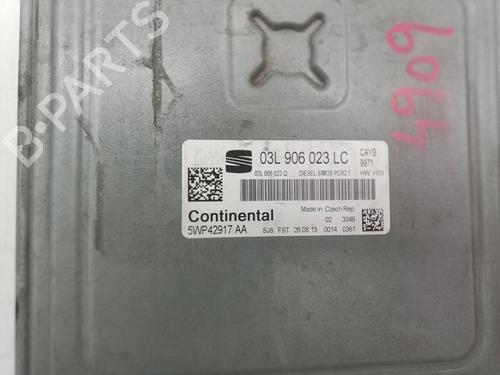 6064
03L 906 023 LC
CAYB
9971
03L 906 023 Q
DIESEL SIMOS PCR2.1
HW: H33
Continental
Made in Czech Rep.
02 3346
5WP42917 AA
SJ8 FST 26.08.13 0014 0361
B-PARTS